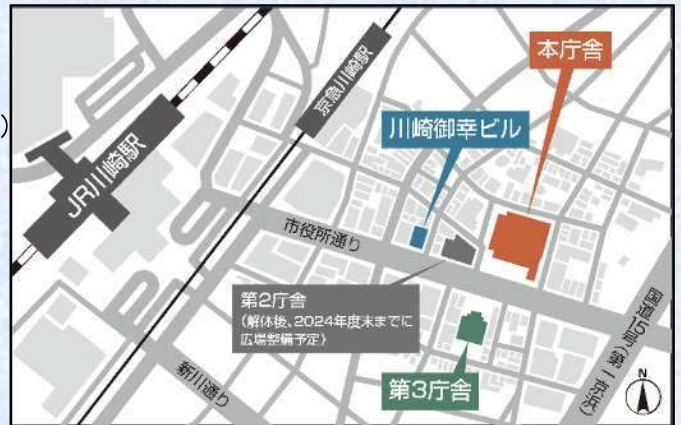 )
本庁舎
京急川崎駅
川崎御幸ビル
JR川崎駅
市役所通り
第2庁舎
(解体後、2024年度末までに
広場整備予定)
国道15号(第一京浜)
新川通り
第3庁舎
N